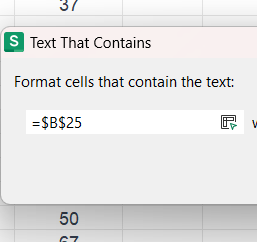 37
S Text That Contains
Format cells that contain the text:
=$B$25 w
50
67